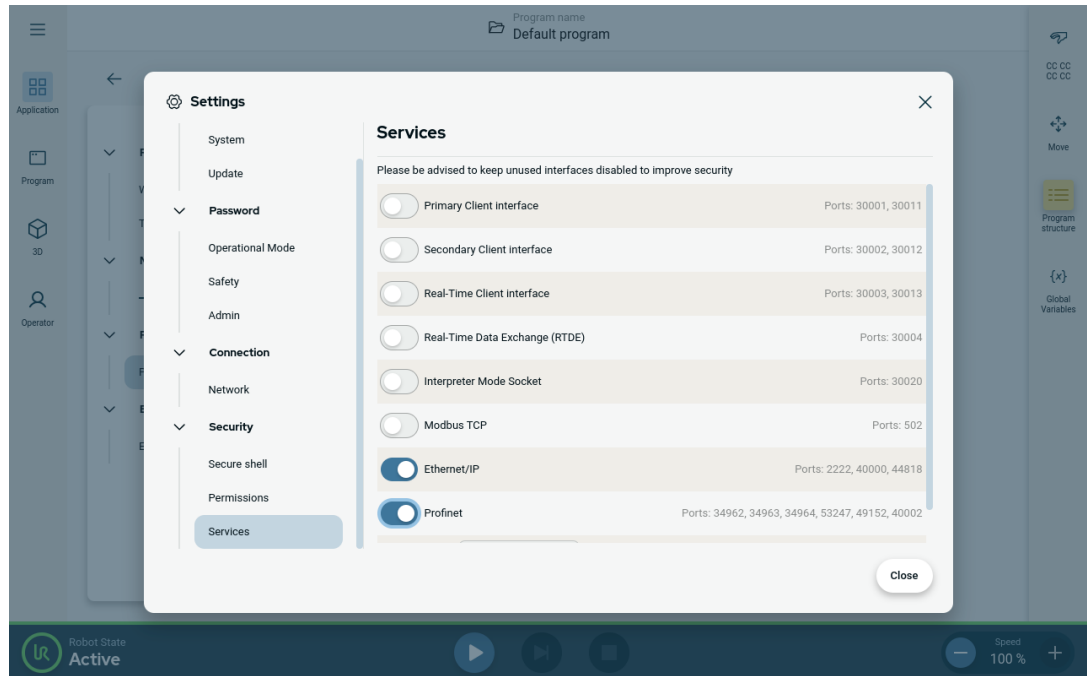 Program name
Default program
Application
Program
3D
Operator
Settings
System
Update
Password
Operational Mode
Safety
Admin
Connection
Network
Security
Secure shell
Permissions
Services
Services
Please be advised to keep unused interfaces disabled to improve security
Primary Client interface Ports: 30001, 30011
Secondary Client interface Ports: 30002, 30012
Real-Time Client interface Ports: 30003, 30013
Real-Time Data Exchange (RTDE) Ports: 30004
Interpreter Mode Socket Ports: 30020
Modbus TCP Ports: 502
Ethernet/IP Ports: 2222, 40000, 44818
Profinet Ports: 34962, 34963, 34964, 53247, 49152, 40002
Close
CC CC
CC CC
Move
Program
structure
{x}
Global
Variables
UR
Robot State
Active
Speed
100 %